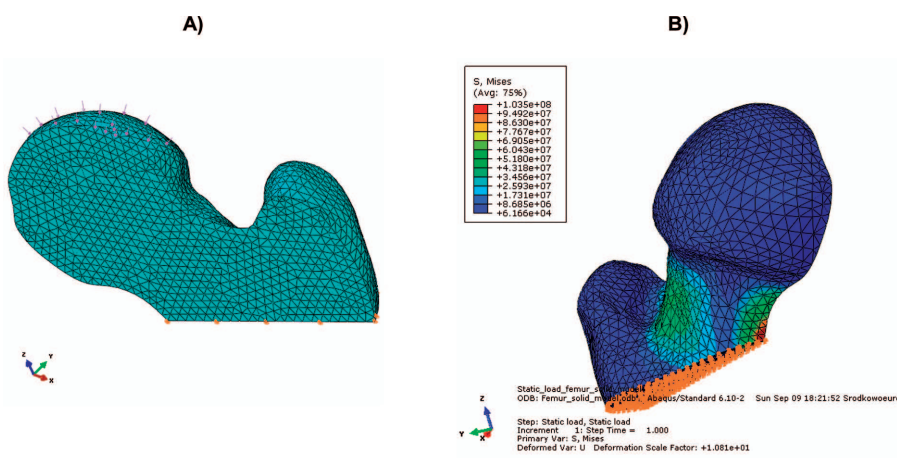 A)
B)
S, Mises
(Avg: 75%)
+1.035e+08
+9.492e+07
+8.630e+07
+7.767e+07
+6.905e+07
+6.043e+07
+5.180e+07
+4.318e+07
+3.456e+07
+2.593e+07
+1.731e+07
+8.685e+06
+6.166e+04
Z
Y
X
Z
Y
X
Static_load_femur_solid_model
ODB: Femur_solid_model.odb Abaqus/Standard 6.10-2 Sun Sep 09 18:21:52 Srodkowoeuro
Step: Static load, Static load
Increment 1: Step Time = 1.000
Primary Var: S, Mises
Deformed Var: U Deformation Scale Factor: +1.081e+01